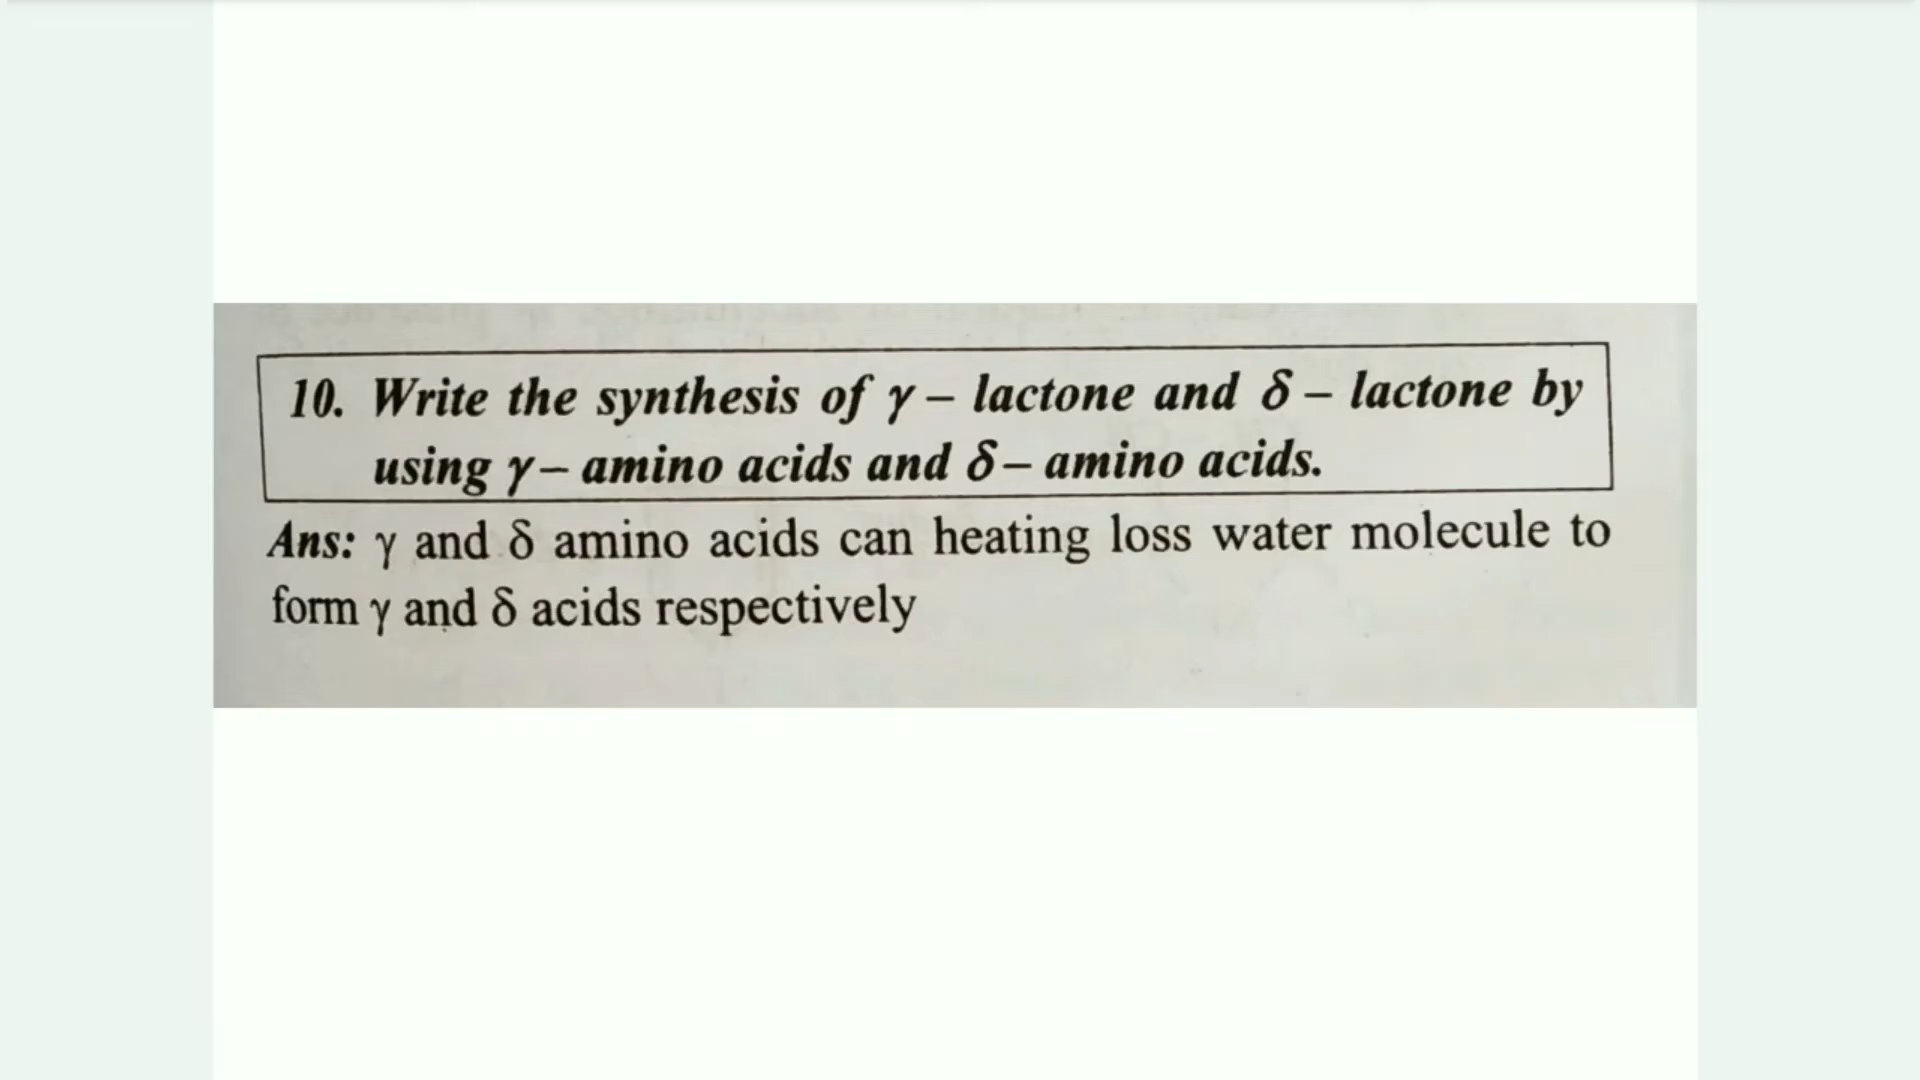 10. Write the synthesis of γ – lactone and δ – lactone by
using γ – amino acids and δ – amino acids.
Ans: γ and δ amino acids can heating loss water molecule to
form γ and δ acids respectively